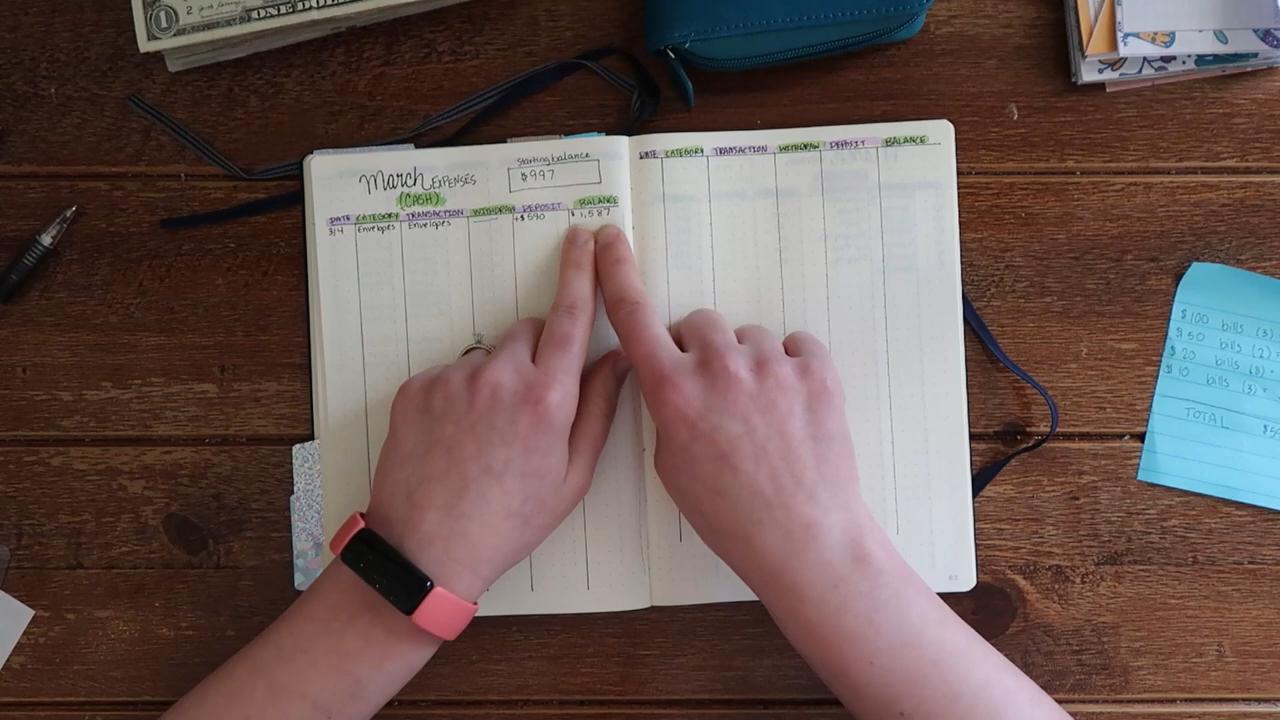 ONE DOLL
starting balance
$997
March EXPENSES
(CASH)
DATE CATEGORY TRANSACTION WITHDRAW DEPOSIT BALANCE
3/4 Envelopes Envelopes +$590 $1,587
DATE CATEGORY TRANSACTION WITHDRAW DEPOSIT BALANCE
$100 bills (3)
$50 bills (2)
$20 bills (8)
$10 bills (3)
TOTAL